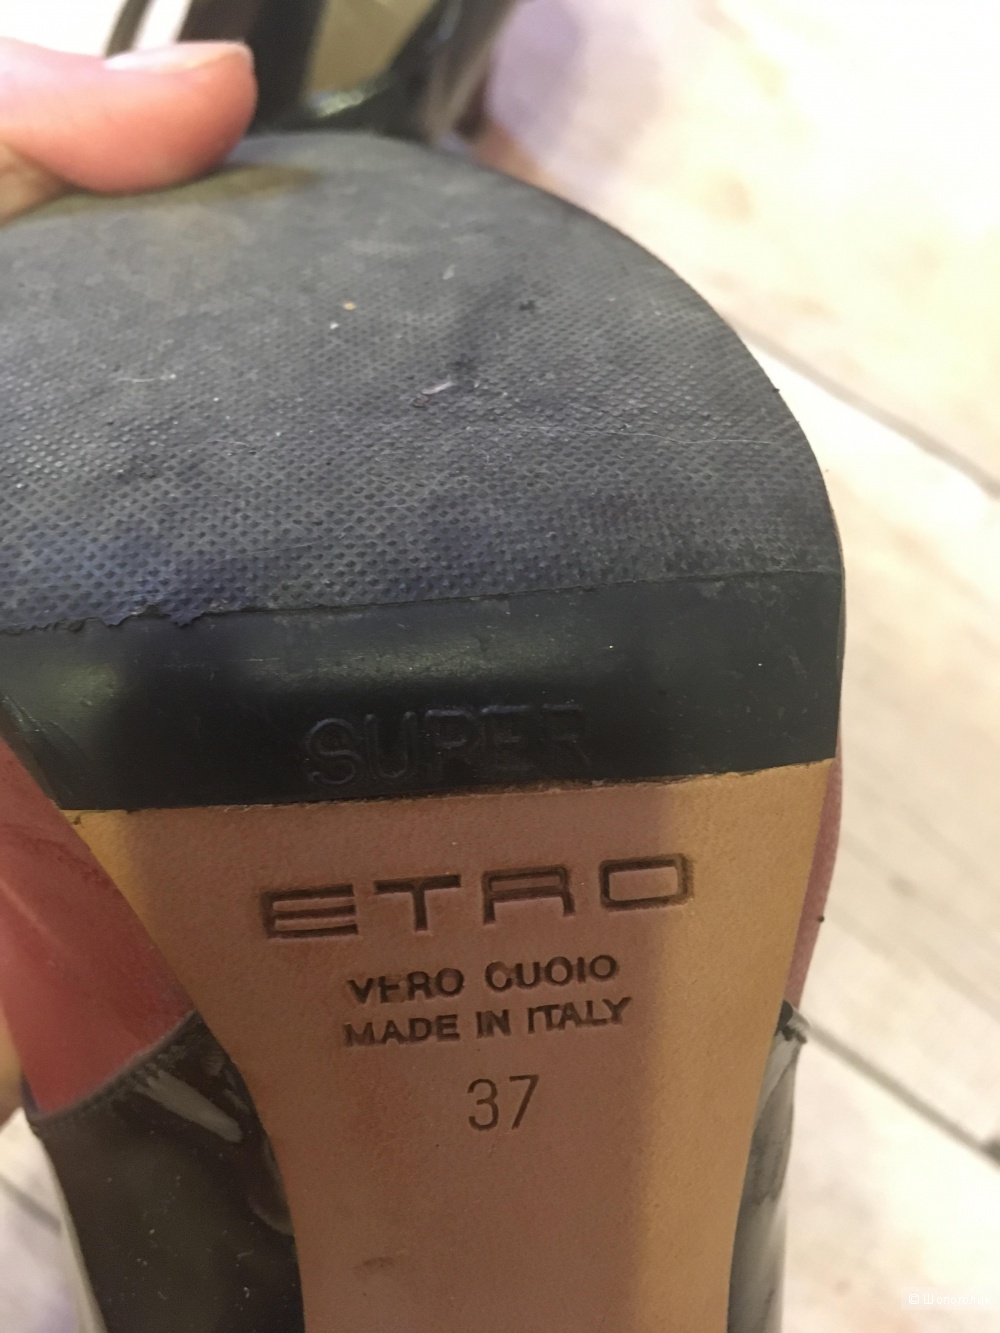 SUPER
ETRO
VERO CUOIO
MADE IN ITALY
37